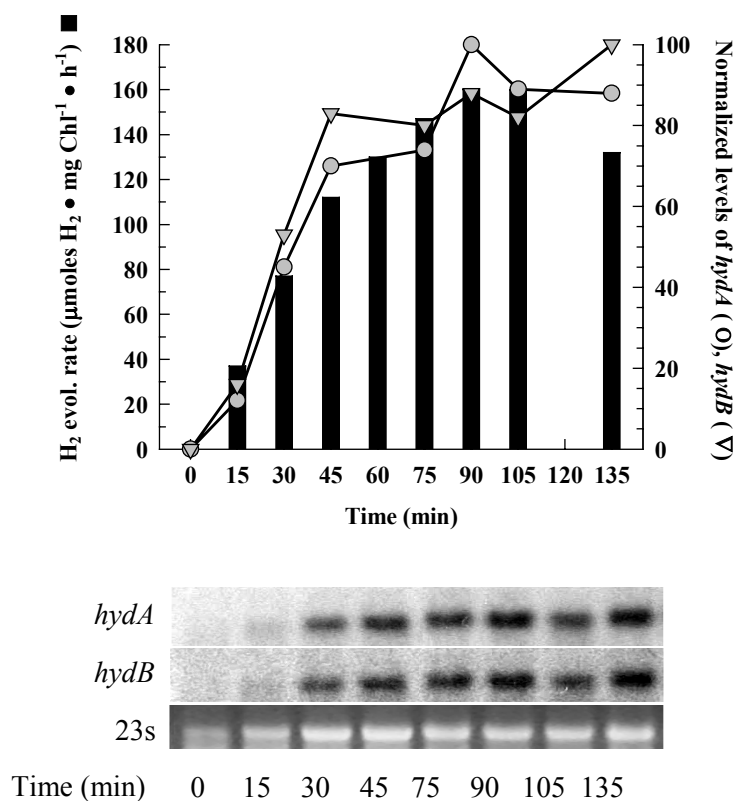 H₂ evol. rate (μmoles H₂ • mg Chl⁻¹ • h⁻¹) ■
180
160
140
120
100
80
60
40
20
0
100
80
60
40
20
0
Normalized levels of hydA (O), hydB (∇)
0 15 30 45 60 75 90 105 120 135
Time (min)
hydA
hydB
23s
Time (min) 0 15 30 45 75 90 105 135